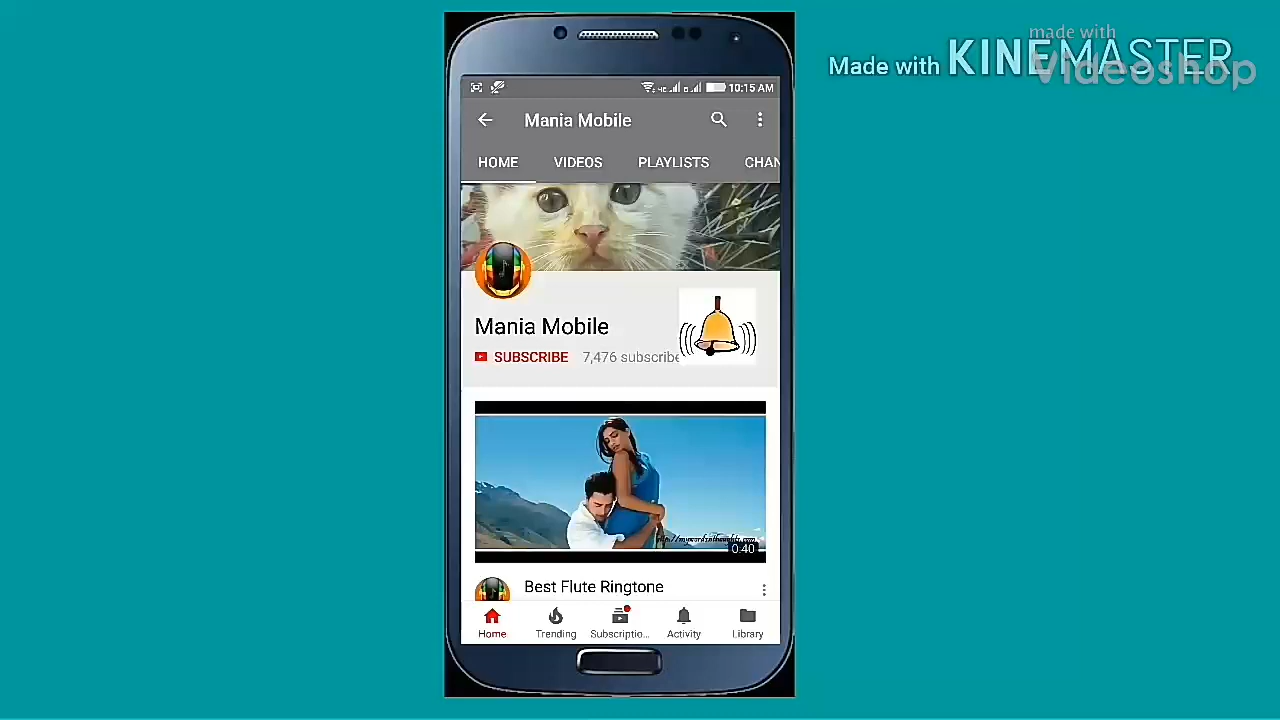 made with
Made with KINEMASTER
Videoshop
10:15 AM
Mania Mobile
HOME VIDEOS PLAYLISTS CHAN
Mania Mobile
SUBSCRIBE 7,476 subscribe
0:40
Best Flute Ringtone
Home Trending Subscriptio... Activity Library